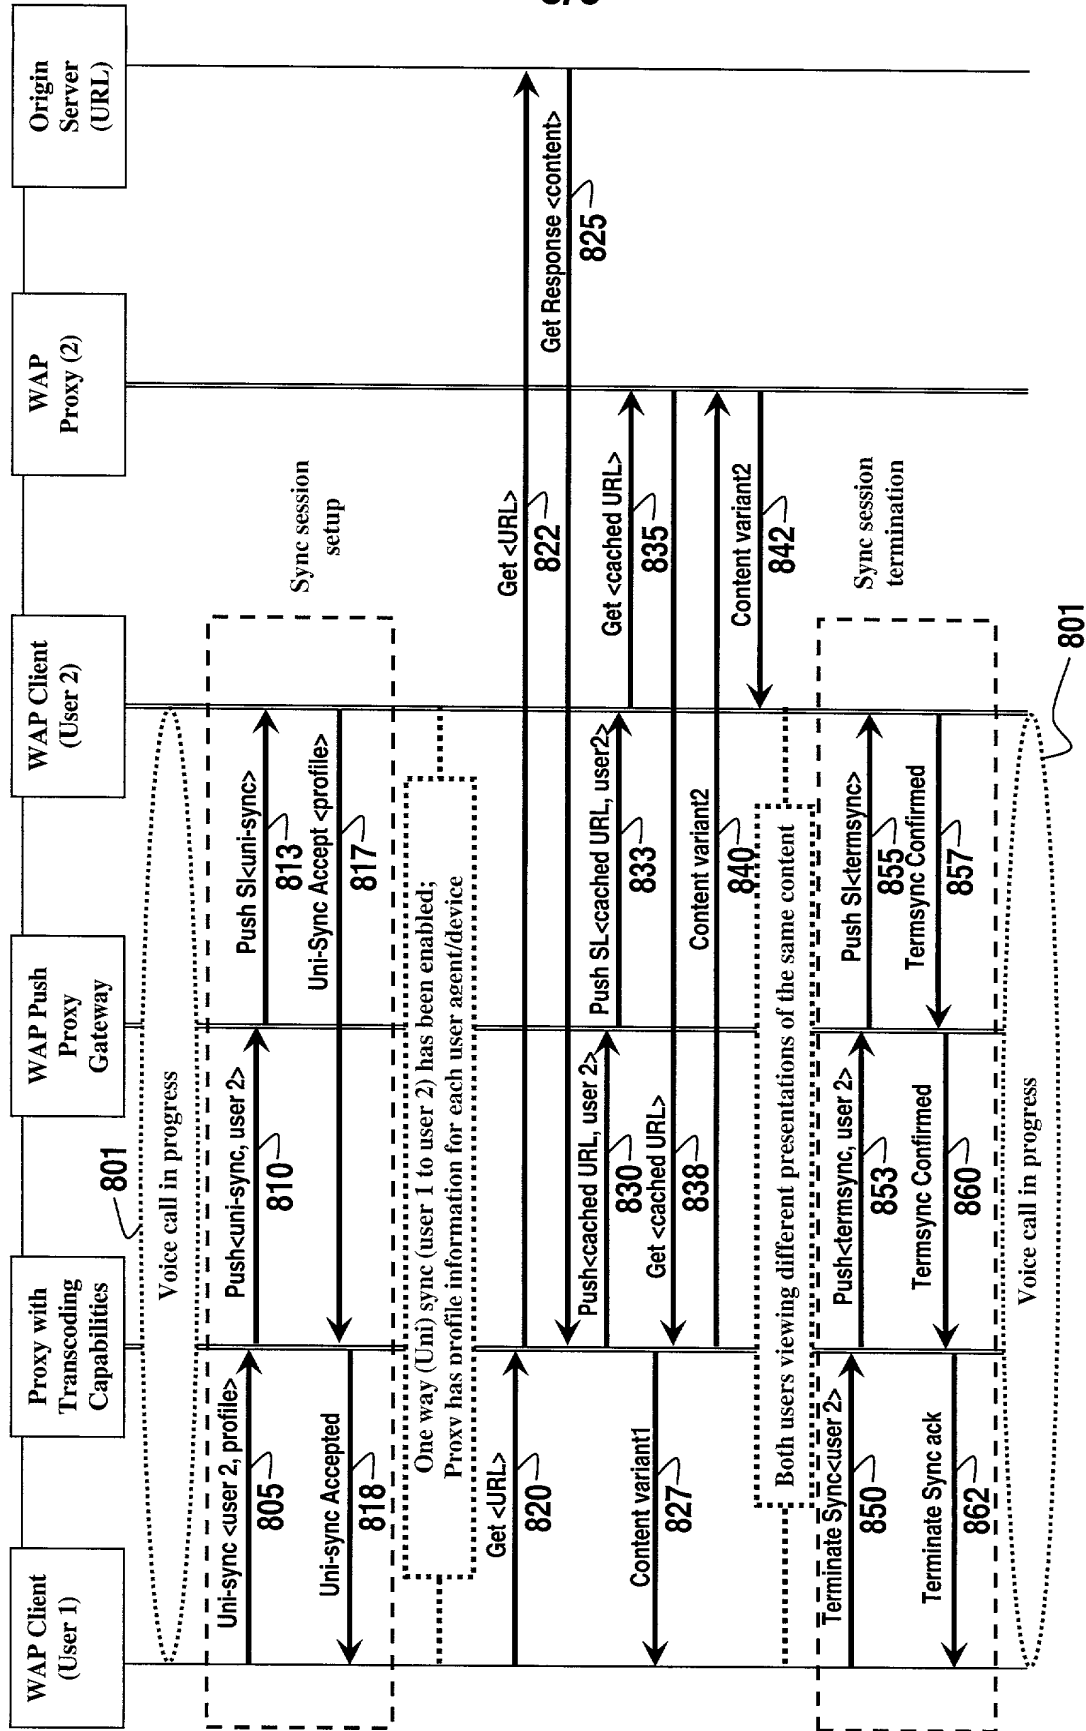 WAP Client
(User 1)
Proxy with
Transcoding
Capabilities
WAP Push
Proxy
Gateway
WAP Client
(User 2)
WAP
Proxy (2)
Origin
Server
(URL)
801
Voice call in progress
Uni-sync <user 2, profile>
805
Push<uni-sync, user 2>
810
Push SI<uni-sync>
813
Sync session
setup
Uni-Sync Accept <profile>
817
Uni-sync Accepted
818
One way (Uni) sync (user 1 to user 2) has been enabled;
Proxy has profile information for each user agent/device
Get <URL>
820
Get <URL>
822
Get Response <content>
825
Content variant1
827
Push<cached URL, user 2>
830
Push SL<cached URL, user2>
833
Get <cached URL>
835
Get <cached URL>
838
Content variant2
840
Content variant2
842
Both users viewing different presentations of the same content
Terminate Sync<user 2>
850
Push<termsync, user 2>
853
Push SI<termsync>
855
Sync session
termination
Termsync Confirmed
857
Termsync Confirmed
860
Terminate Sync ack
862
Voice call in progress
801